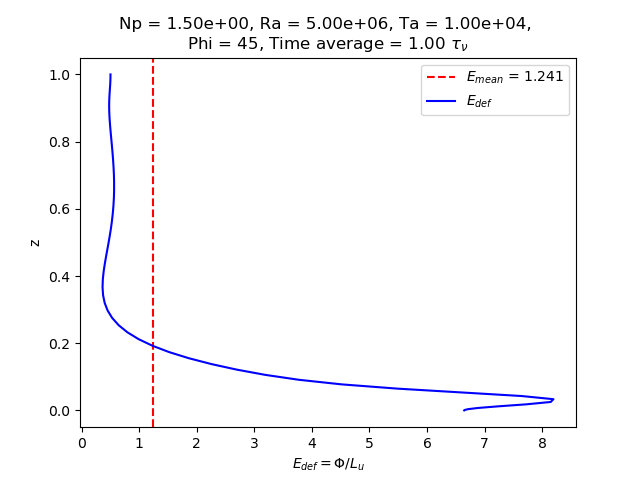 Np = 1.50e+00, Ra = 5.00e+06, Ta = 1.00e+04,
Phi = 45, Time average = 1.00 τ_ν
E_mean = 1.241
E_def
1.0
0.8
0.6
0.4
0.2
0.0
z
0 1 2 3 4 5 6 7 8
E_def = Φ/L_u